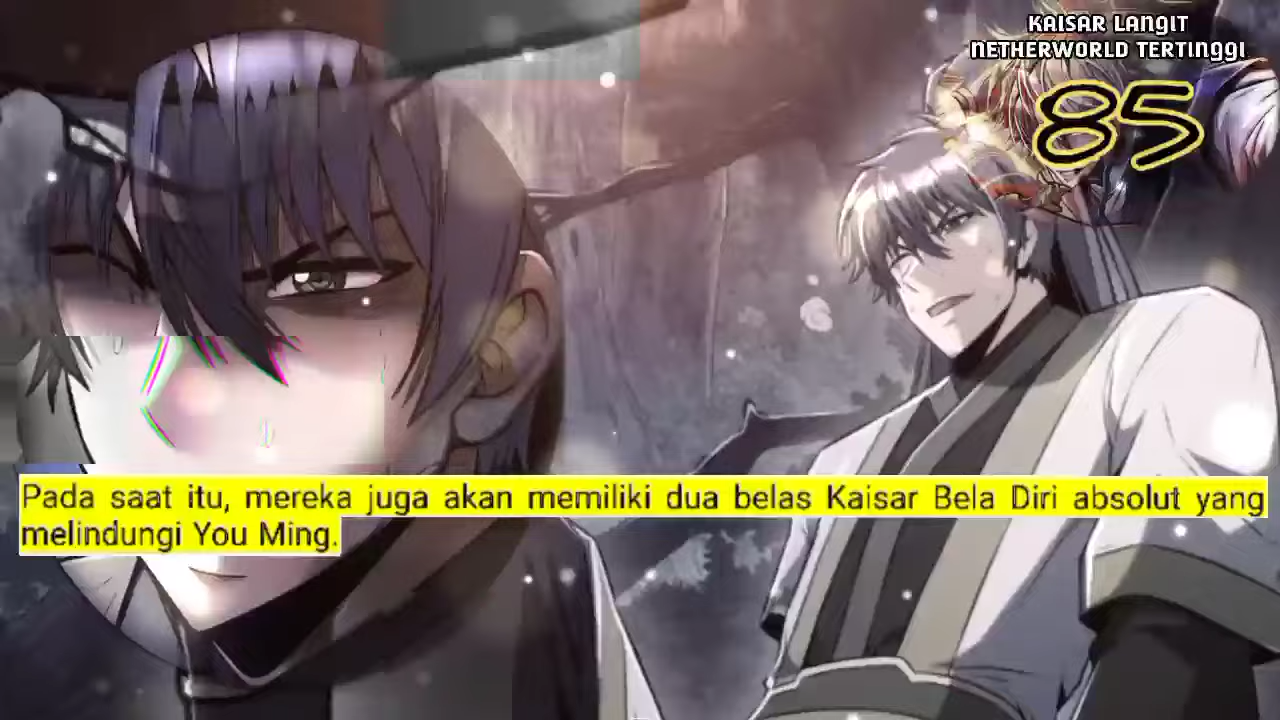 KAISAR LANGIT
NETHERWORLD TERTINGGI
85
Pada saat itu, mereka juga akan memiliki dua belas Kaisar Bela Diri absolut yang
melindungi You Ming.